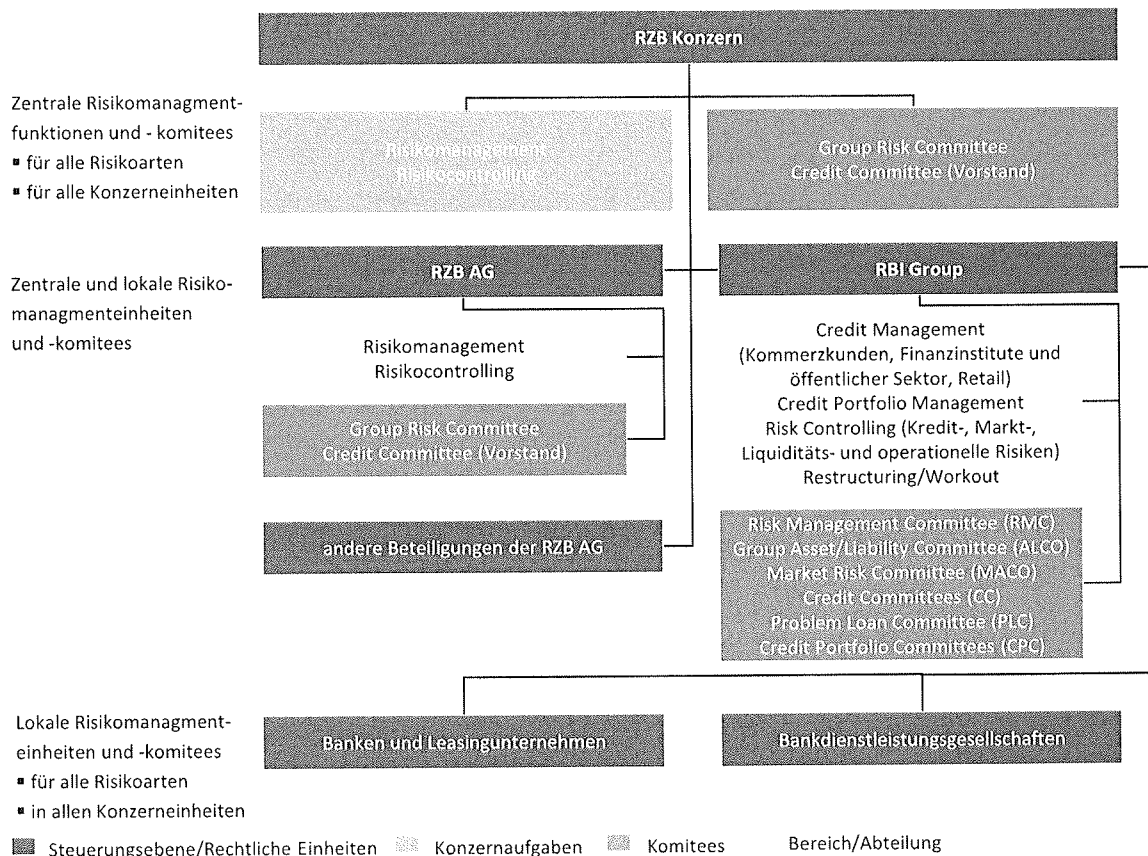 RZB Konzern
Zentrale Risikomanagment-
funktionen und - komitees
▪ für alle Risikoarten
▪ für alle Konzerneinheiten
Risikomanagement
Risikocontrolling
Group Risk Committee
Credit Committee (Vorstand)
Zentrale und lokale Risiko-
managmenteinheiten
und -komitees
RZB AG
Risikomanagement
Risikocontrolling
Group Risk Committee
Credit Committee (Vorstand)
andere Beteiligungen der RZB AG
RBI Group
Credit Management
(Kommerzkunden, Finanzinstitute und
öffentlicher Sektor, Retail)
Credit Portfolio Management
Risk Controlling (Kredit-, Markt-,
Liquiditäts- und operationelle Risiken)
Restructuring/Workout
Risk Management Committee (RMC)
Group Asset/Liability Committee (ALCO)
Market Risk Committee (MACO)
Credit Committees (CC)
Problem Loan Committee (PLC)
Credit Portfolio Committees (CPC)
Lokale Risikomanagment-
einheiten und -komitees
▪ für alle Risikoarten
▪ in allen Konzerneinheiten
Banken und Leasingunternehmen
Bankdienstleistungsgesellschaften
Steuerungsebene/Rechtliche Einheiten
Konzernaufgaben
Komitees
Bereich/Abteilung